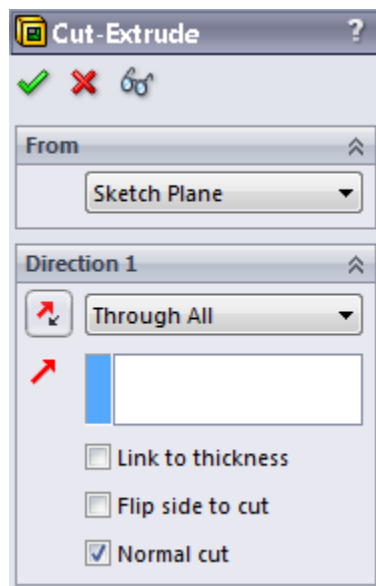 Cut-Extrude ?
From
Sketch Plane
Direction 1
Through All
Link to thickness
Flip side to cut
Normal cut